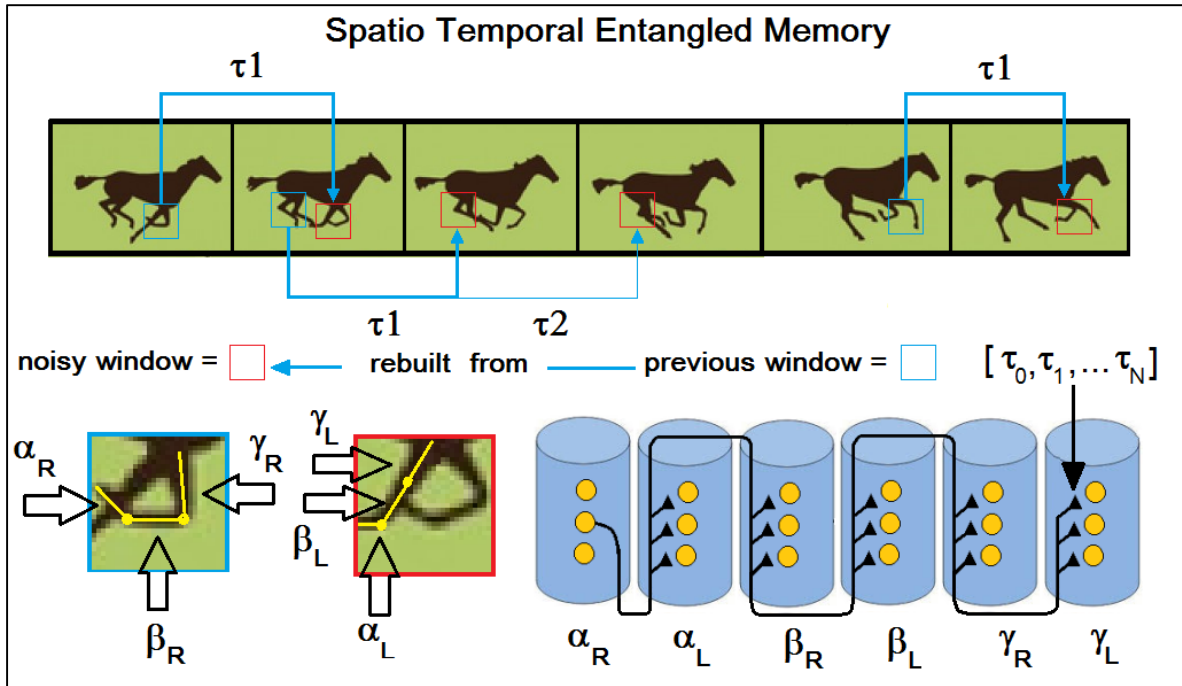 Spatio Temporal Entangled Memory
τ1 τ1
τ1 τ2
noisy window = rebuilt from previous window = [ τ0,τ1,... τN]
αR γR γL
βL
βR αL
αR αL βR βL γR γL